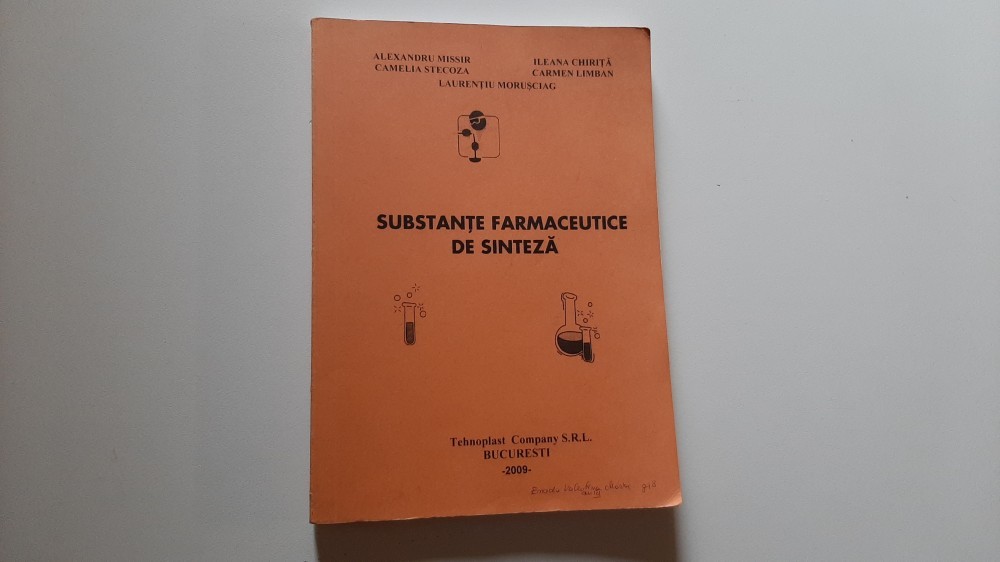 ALEXANDRU MISSIR ILEANA CHIRIȚĂ
CAMELIA STECOZA CARMEN LIMBAN
LAURENȚIU MORUȘCIAG
SUBSTANȚE FARMACEUTICE
DE SINTEZĂ
Tehnoplast Company S.R.L.
BUCURESTI
-2009-